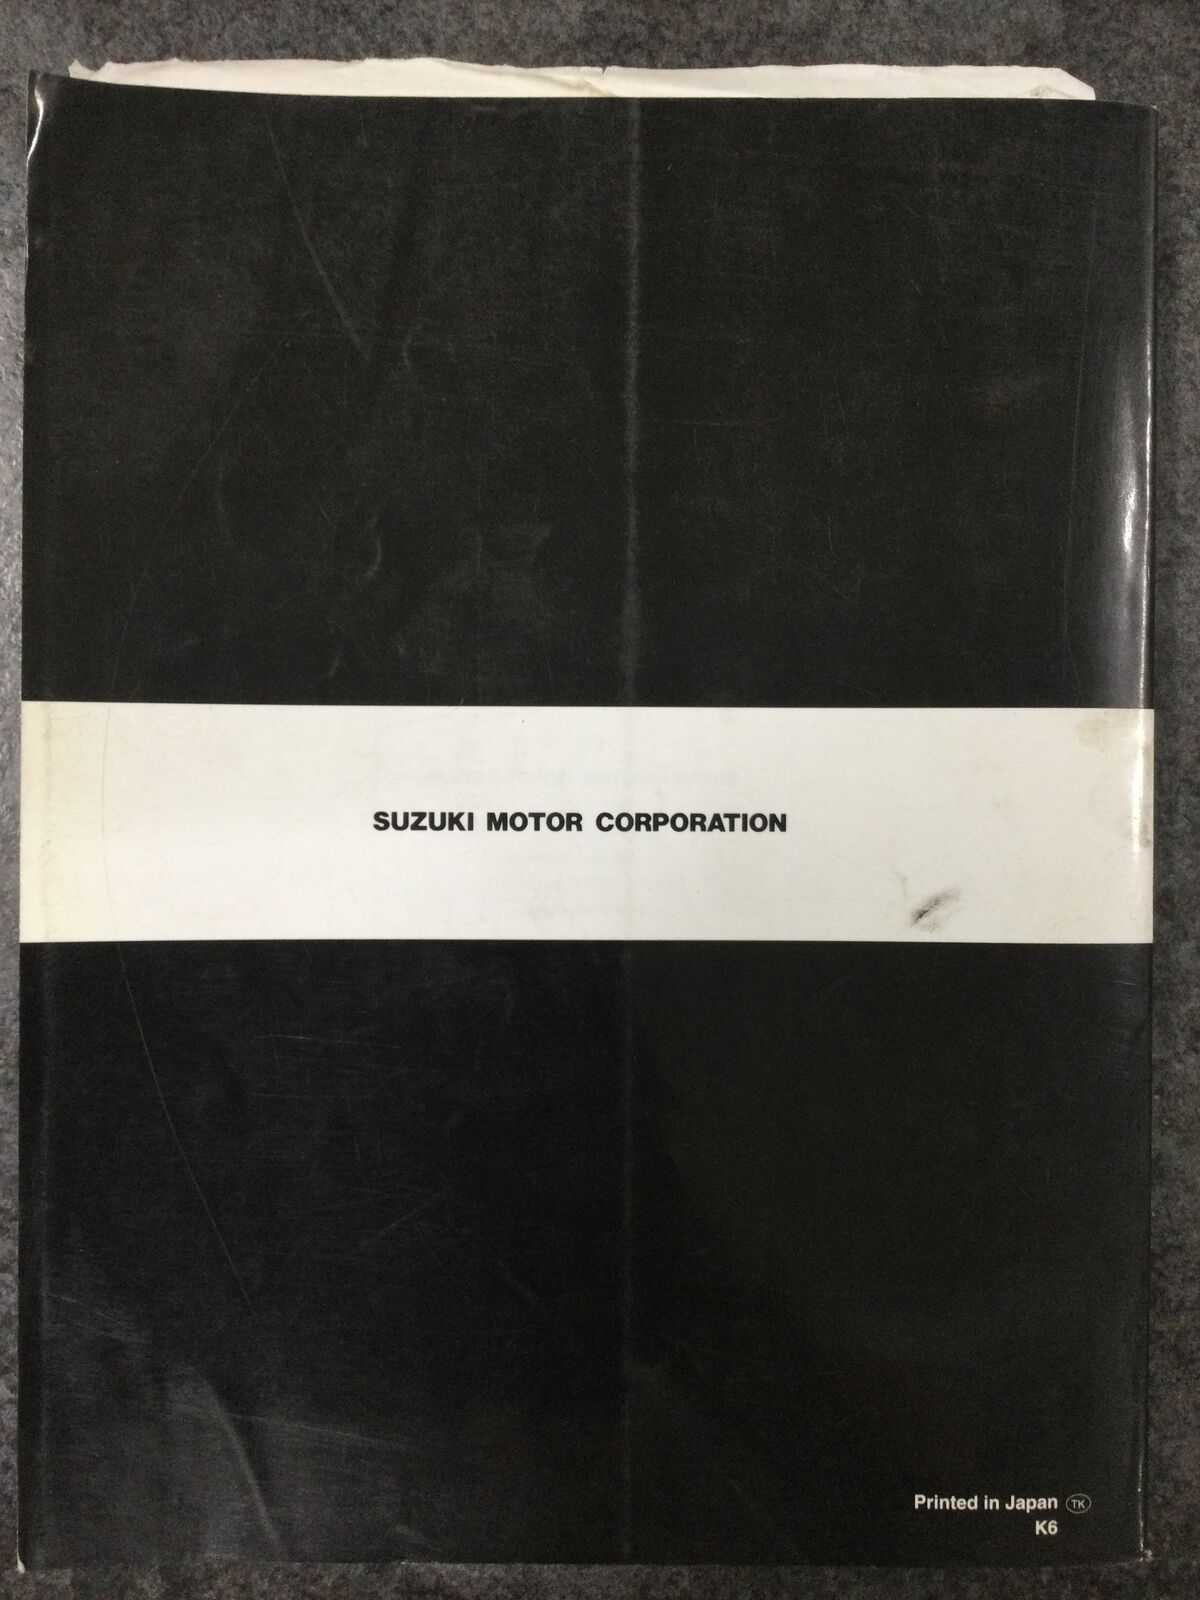 SUZUKI MOTOR CORPORATION
Printed in Japan TK
K6